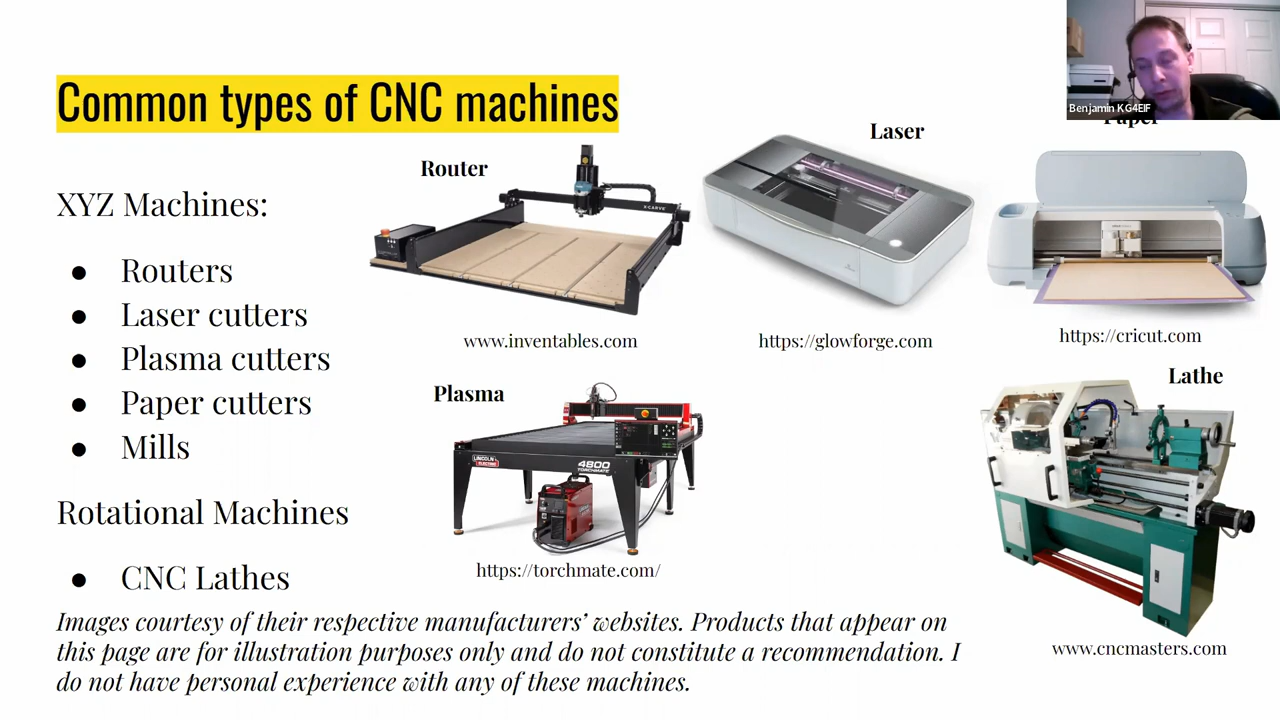 Benjamin KG4EIF
Common types of CNC machines
Router
Laser
Paper
XYZ Machines:
● Routers
● Laser cutters
● Plasma cutters
● Paper cutters
● Mills
X-CARVE
www.inventables.com
https://glowforge.com
https://cricut.com
Plasma
Lathe
LINCOLN
ELECTRIC
4800
TORCHMATE
Rotational Machines
● CNC Lathes
https://torchmate.com/
www.cncmasters.com
Images courtesy of their respective manufacturers’ websites. Products that appear on
this page are for illustration purposes only and do not constitute a recommendation. I
do not have personal experience with any of these machines.